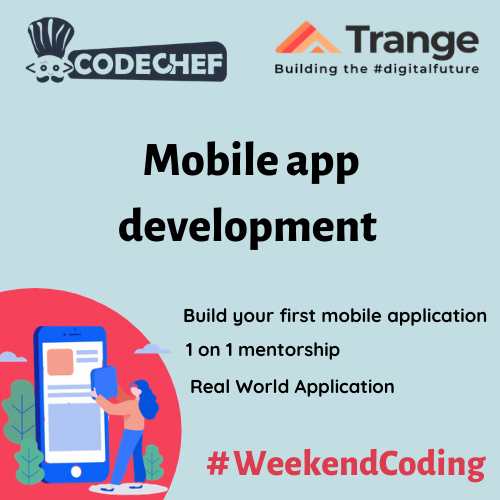 CODECHEF
Trange
Building the #digitalfuture
Mobile app
development
Build your first mobile application
1 on 1 mentorship
Real World Application
#WeekendCoding